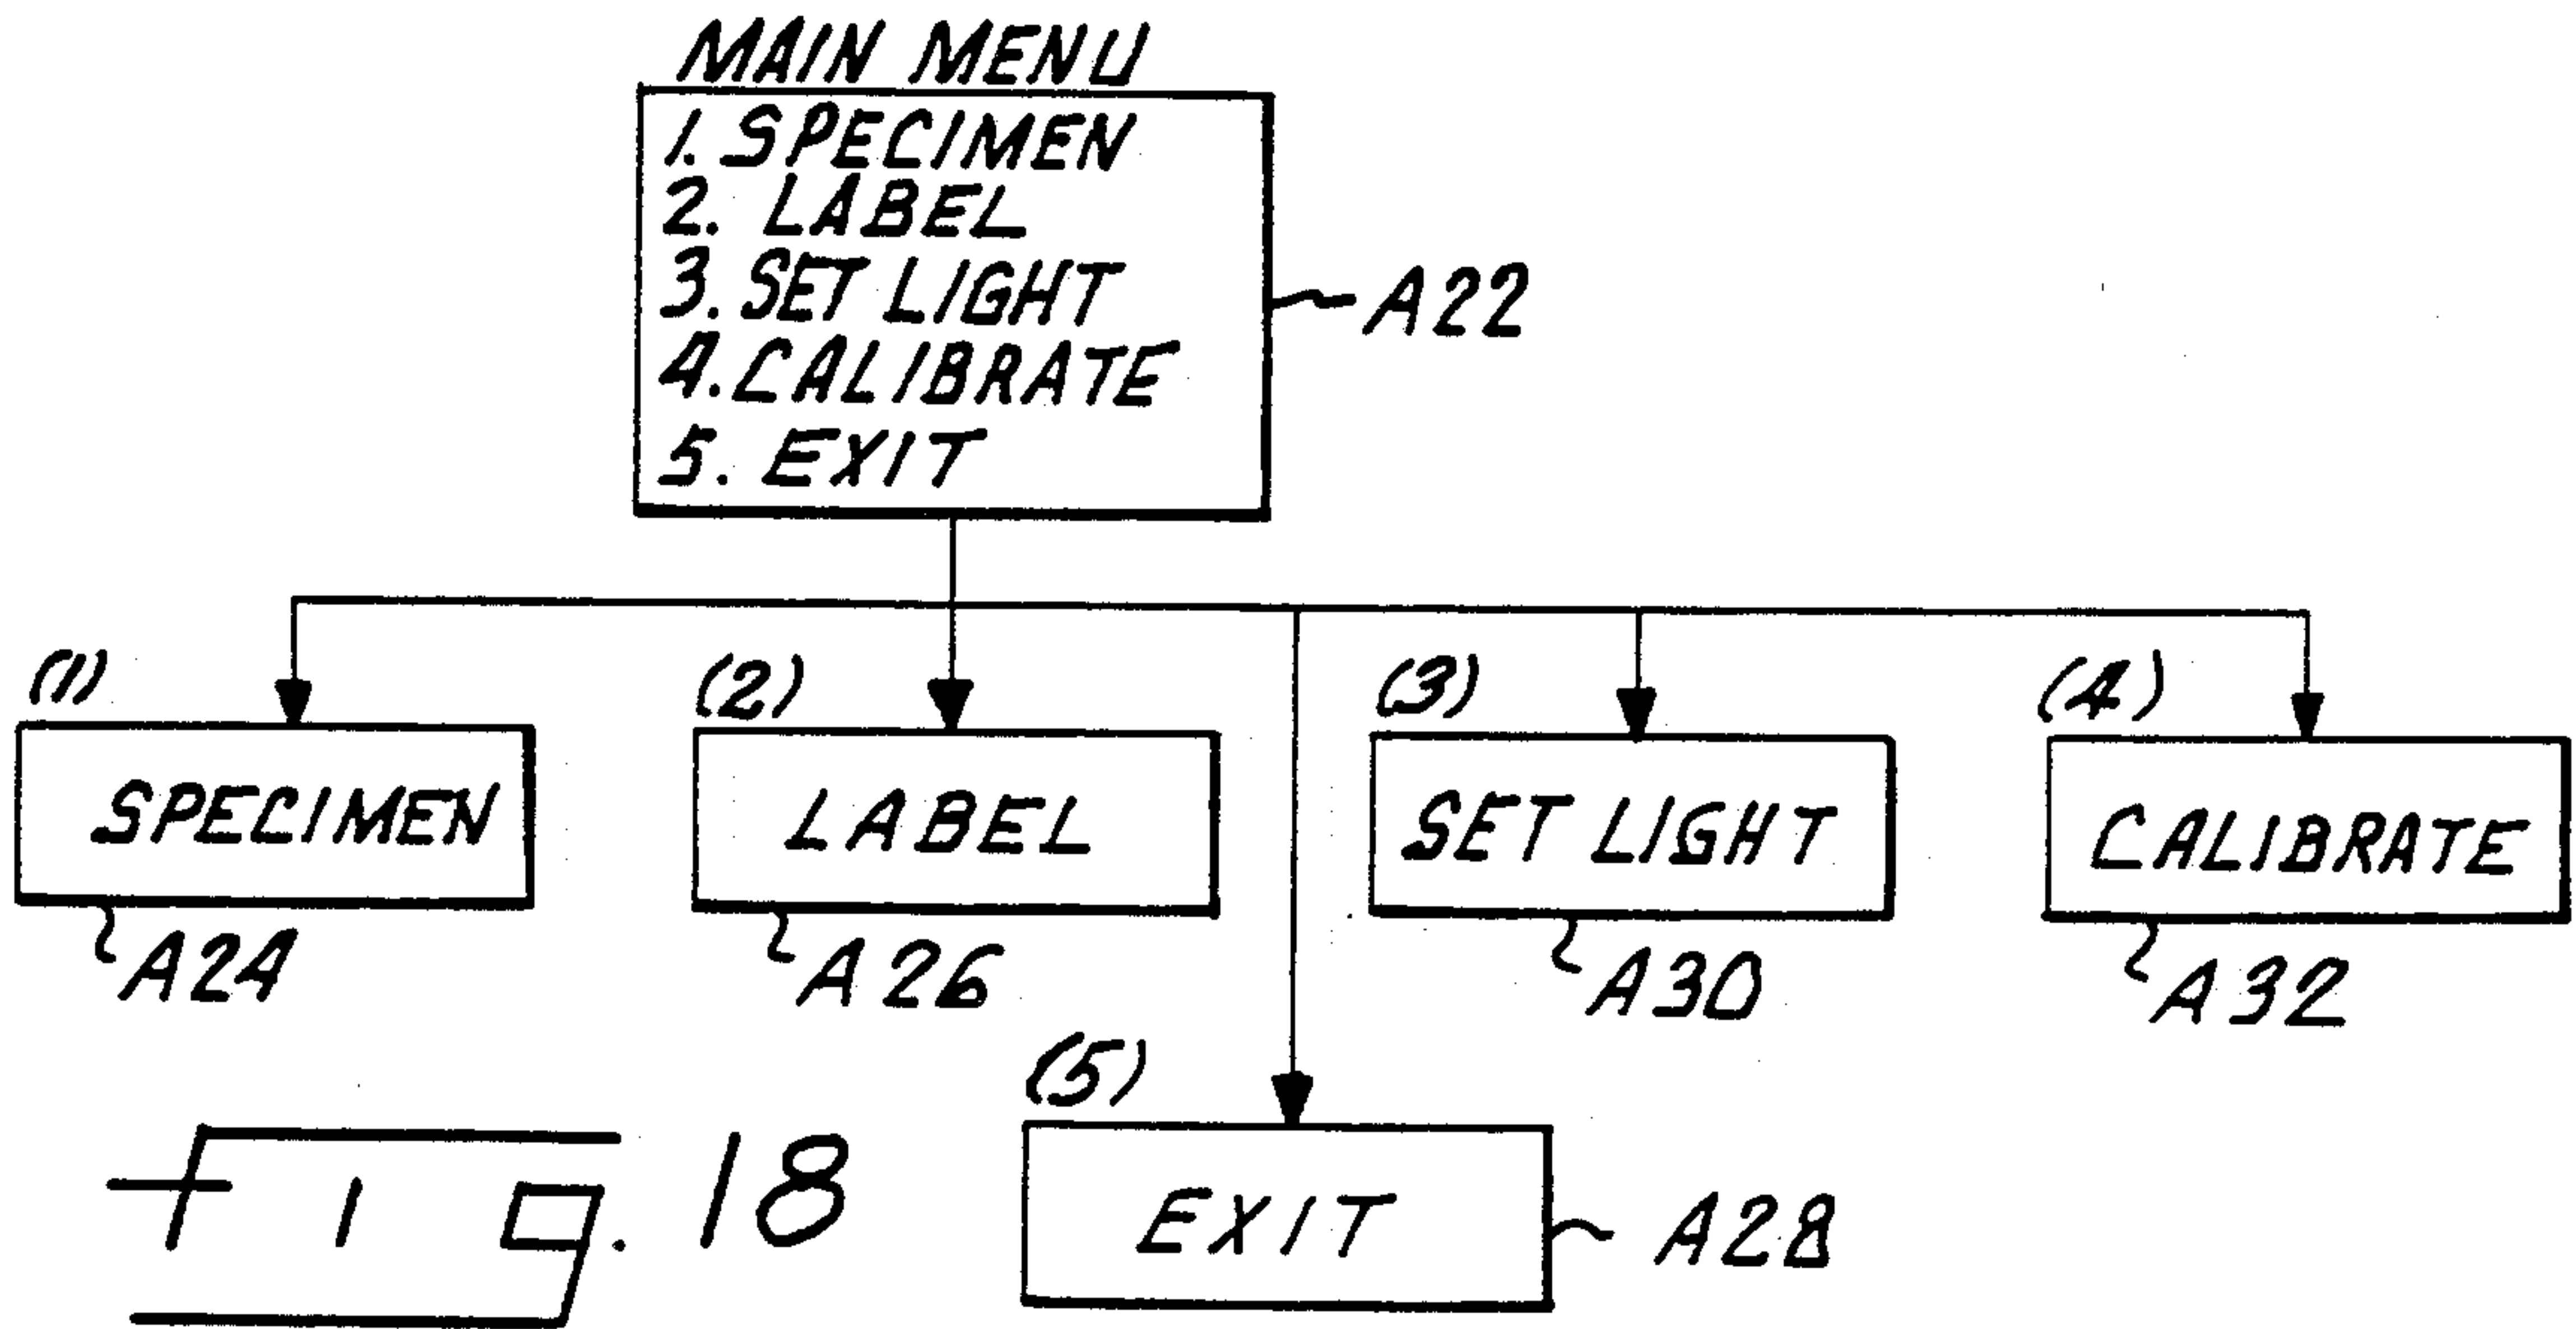 MAIN MENU
1. SPECIMEN
2. LABEL
3. SET LIGHT
4. CALIBRATE
5. EXIT
A22
(1)
(2)
(3)
(4)
SPECIMEN
LABEL
SET LIGHT
CALIBRATE
A24
A26
A30
A32
(5)
EXIT
A28
Fig. 18